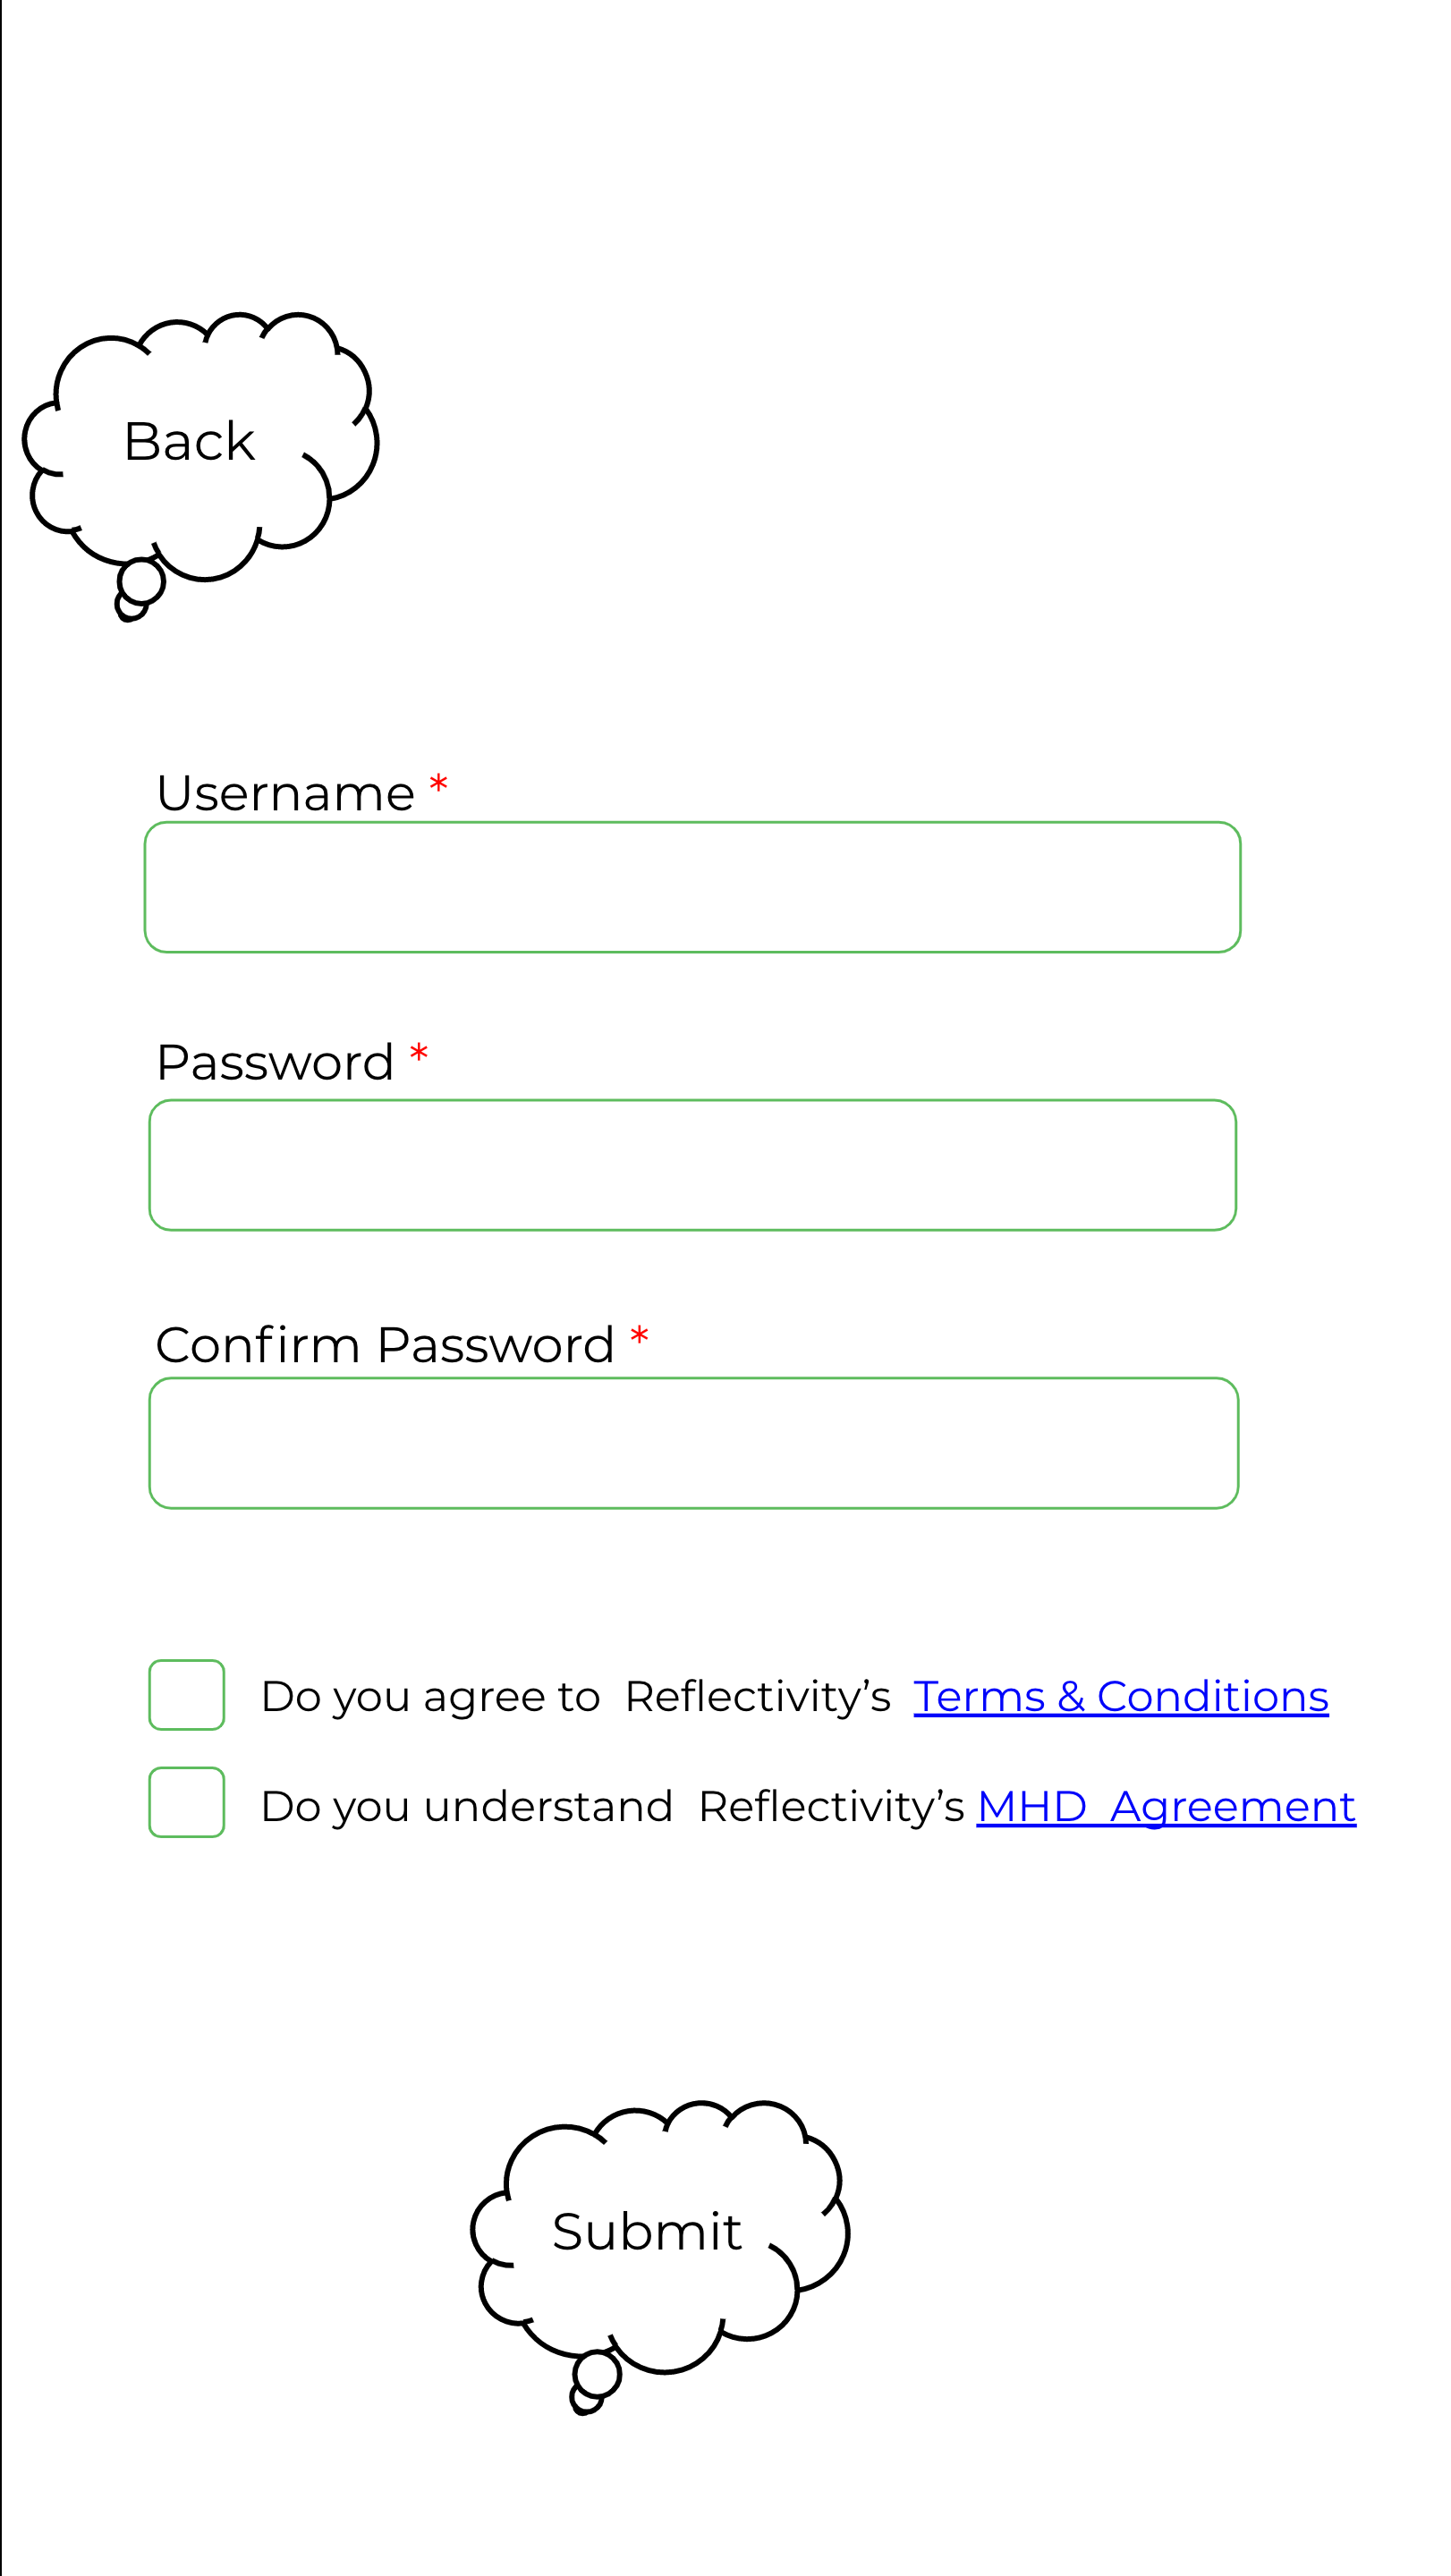 Back
Username *
Password *
Confirm Password *
Do you agree to  Reflectivity’s  Terms & Conditions
Do you understand  Reflectivity’s MHD  Agreement
Submit